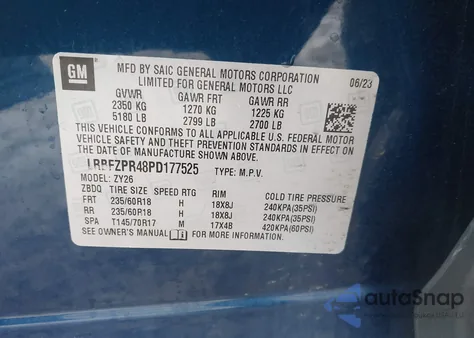 GM
MFD BY SAIC GENERAL MOTORS CORPORATION 06/23
LIMITED FOR GENERAL MOTORS LLC
GVWR GAWR FRT GAWR RR
2350 KG 1270 KG 1225 KG
5180 LB 2799 LB 2700 LB
THIS VEHICLE CONFORMS TO ALL APPLICABLE U.S. FEDERAL MOTOR
VEHICLE SAFETY AND THEFT PREVENTION STANDARDS IN EFFECT
ON THE DATE OF MANUFACTURE SHOWN ABOVE.
LRBFZPR48PD177525 TYPE: M.P.V.
MODEL: ZY26
ZBDQ TIRE SIZE SPEED RTG RIM COLD TIRE PRESSURE
FRT 235/60R18 H 18X8J 240KPA(35PSI)
RR 235/60R18 H 18X8J 240KPA(35PSI)
SPA T145/70R17 M 17X4B 420KPA(60PSI)
SEE OWNER'S MANUAL FOR ADDITIONAL INFORMATION
autoSnap